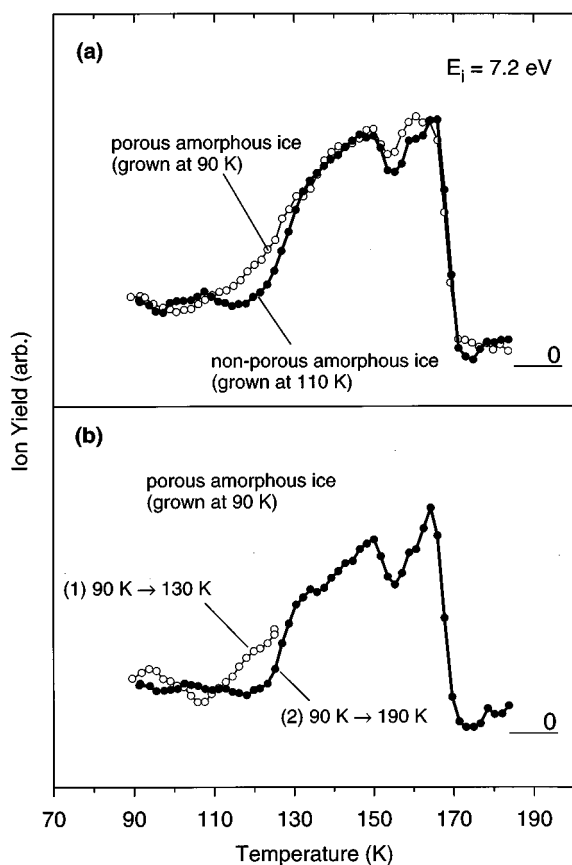 (a)
E_i = 7.2 eV
porous amorphous ice
(grown at 90 K)
non-porous amorphous ice
(grown at 110 K)
0
Ion Yield (arb.)
(b)
porous amorphous ice
(grown at 90 K)
(1) 90 K → 130 K
(2) 90 K → 190 K
0
70 90 110 130 150 170 190
Temperature (K)